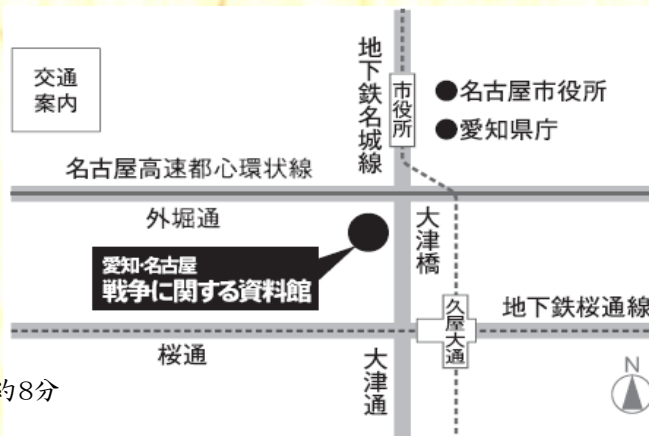 交通
案内
地下鉄名城線
市役所
●名古屋市役所
●愛知県庁
名古屋高速都心環状線
外堀通
大津橋
愛知・名古屋
戦争に関する資料館
久屋大通
地下鉄桜通線
桜通
大津通
N
約8分